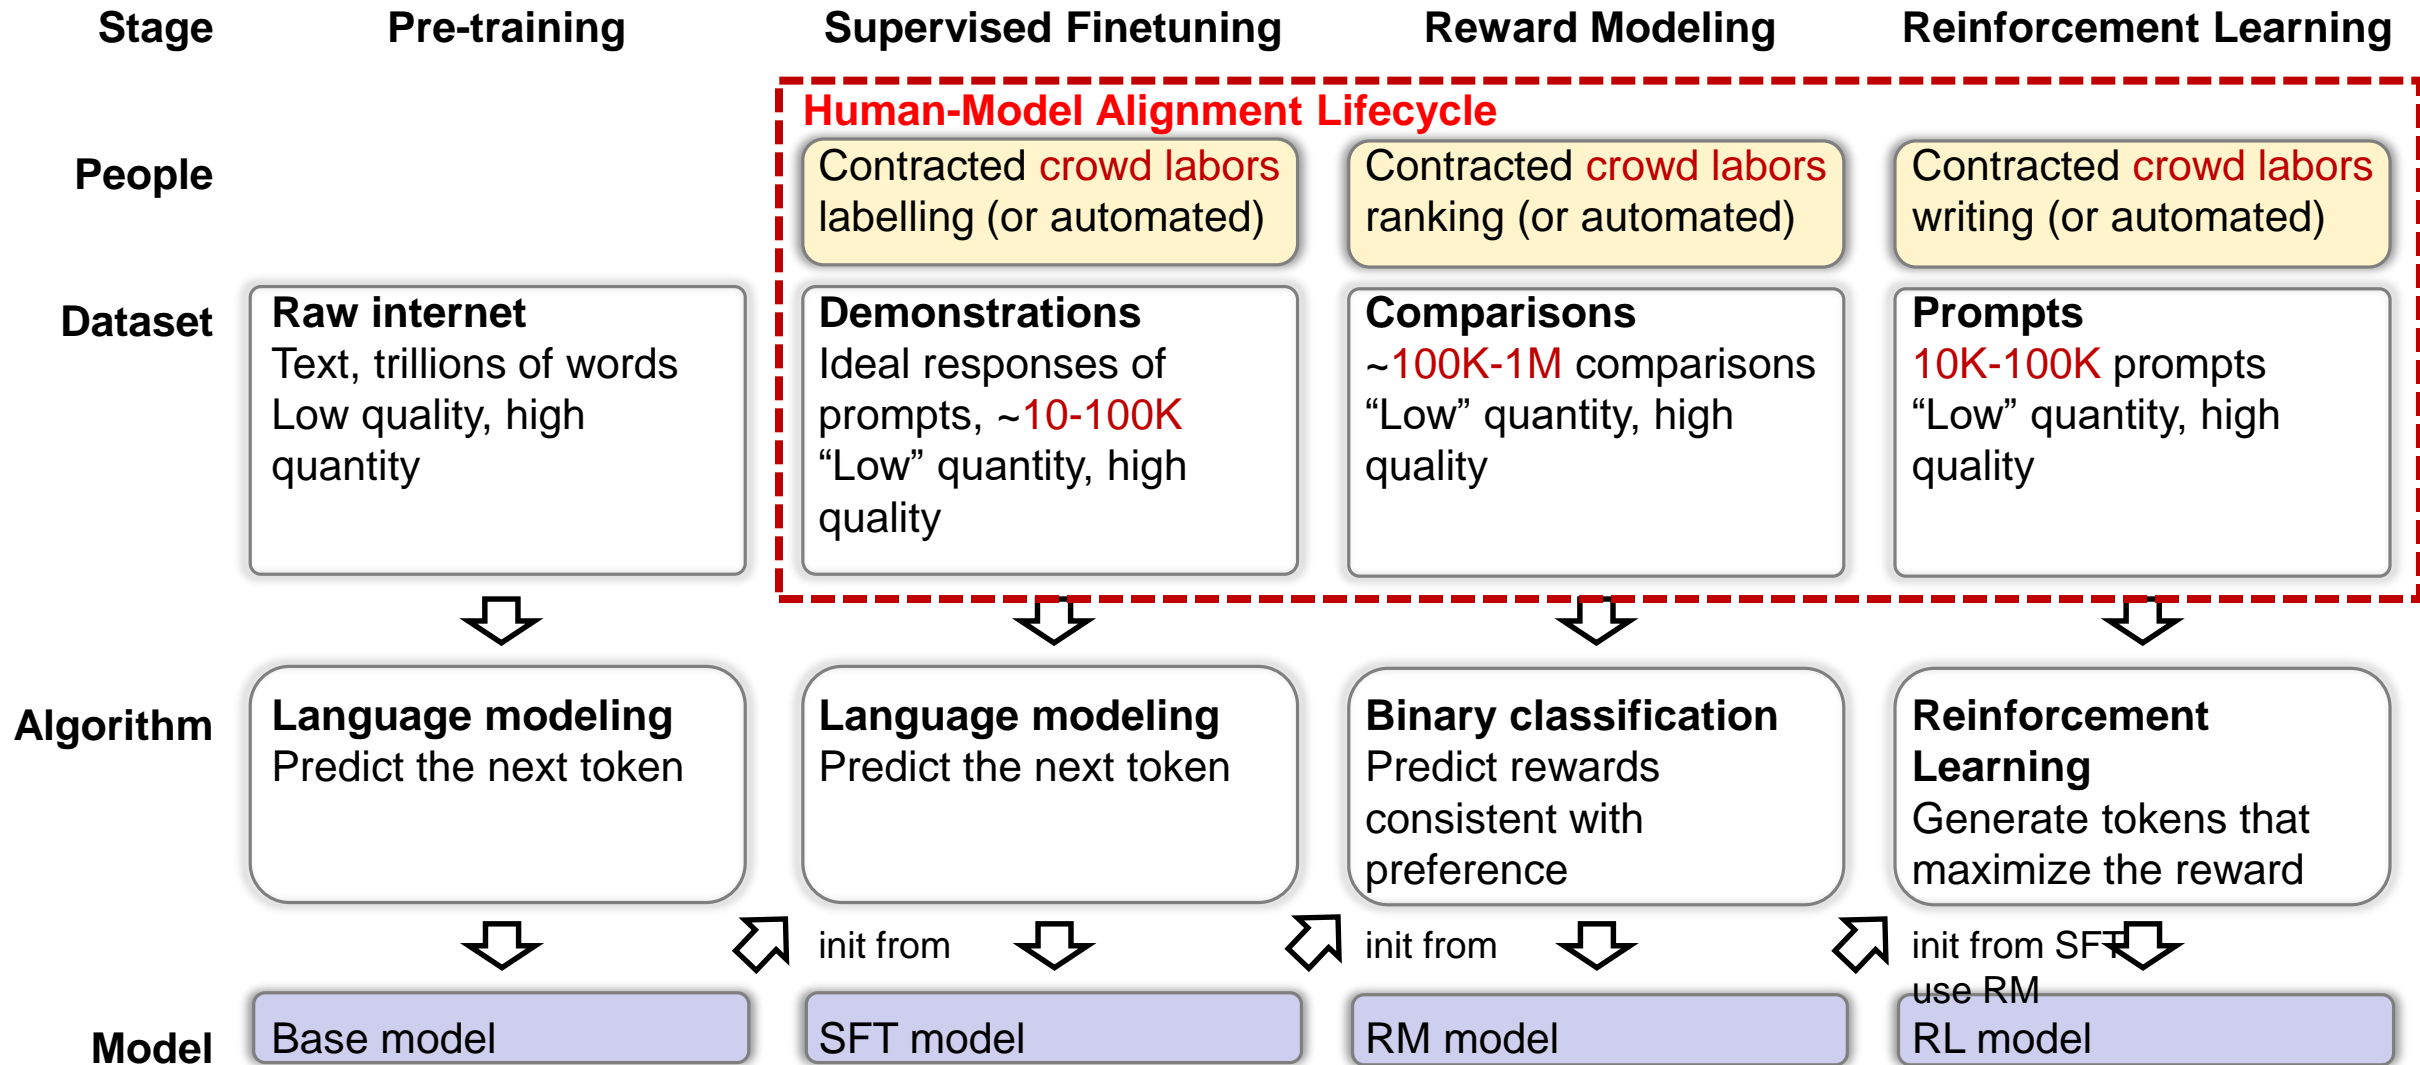 Stage
Pre-training
Supervised Finetuning
Reward Modeling
Reinforcement Learning
Human-Model Alignment Lifecycle
People
Contracted crowd labors
labelling (or automated)
Contracted crowd labors
ranking (or automated)
Contracted crowd labors
writing (or automated)
Dataset
Raw internet
Text, trillions of words
Low quality, high
quantity
Demonstrations
Ideal responses of
prompts, ~10-100K
“Low” quantity, high
quality
Comparisons
~100K-1M comparisons
“Low” quantity, high
quality
Prompts
10K-100K prompts
“Low” quantity, high
quality
Algorithm
Language modeling
Predict the next token
Language modeling
Predict the next token
Binary classification
Predict rewards
consistent with
preference
Reinforcement
Learning
Generate tokens that
maximize the reward
init from
init from
init from SFT
use RM
Model
Base model
SFT model
RM model
RL model